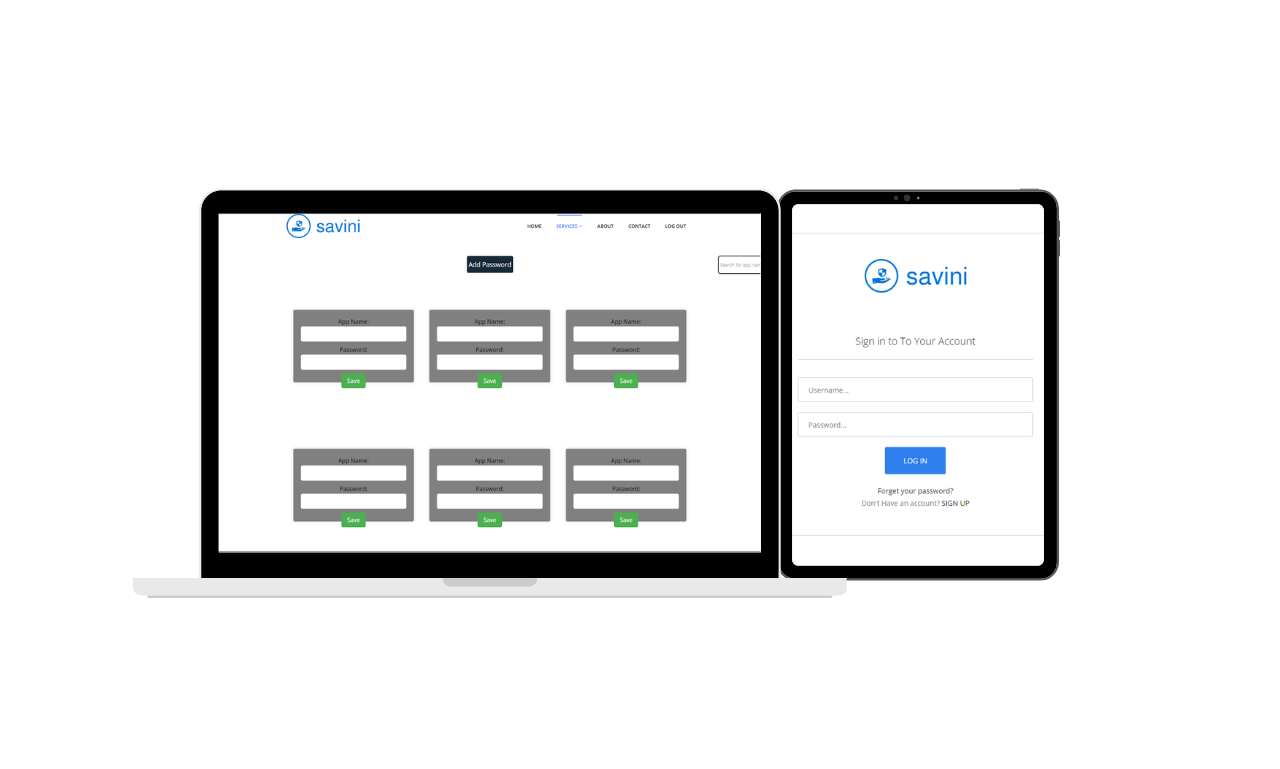 savini
HOME SERVICES ABOUT CONTACT LOG OUT
Add Password
Search for app nam
App Name: App Name: App Name:
Password: Password: Password:
Save Save Save
App Name: App Name: App Name:
Password: Password: Password:
Save Save Save
savini
Sign in to To Your Account
Username...
Password...
LOG IN
Forget your password?
Don't Have an account? SIGN UP